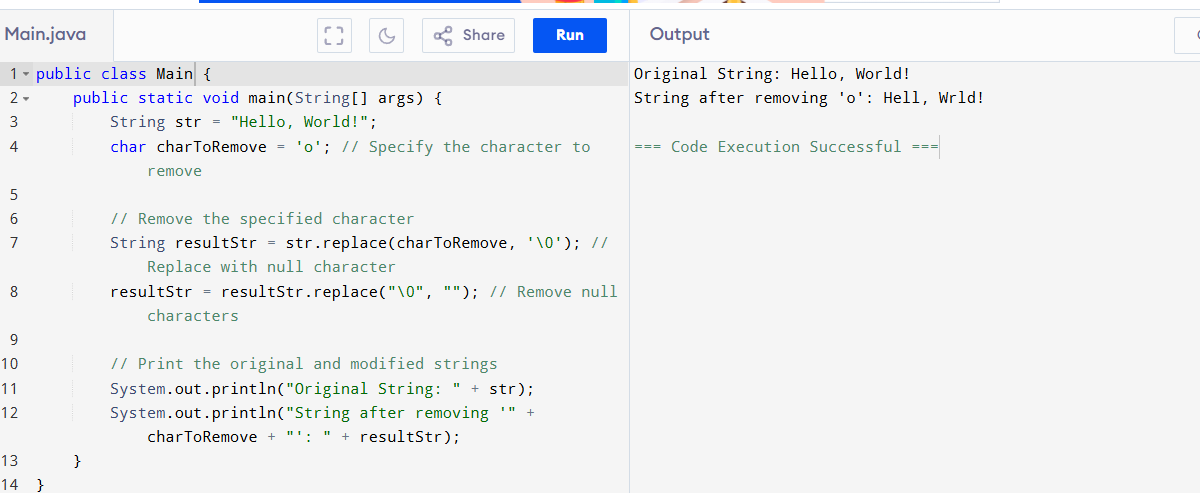 Main.java
Share
Run
Output
1 public class Main {
2     public static void main(String[] args) {
3         String str = "Hello, World!";
4         char charToRemove = 'o'; // Specify the character to
            remove
5
6         // Remove the specified character
7         String resultStr = str.replace(charToRemove, '\0'); //
            Replace with null character
8         resultStr = resultStr.replace("\0", ""); // Remove null
            characters
9
10        // Print the original and modified strings
11        System.out.println("Original String: " + str);
12        System.out.println("String after removing '" +
            charToRemove + "': " + resultStr);
13    }
14 }
Original String: Hello, World!
String after removing 'o': Hell, Wrld!
=== Code Execution Successful ===